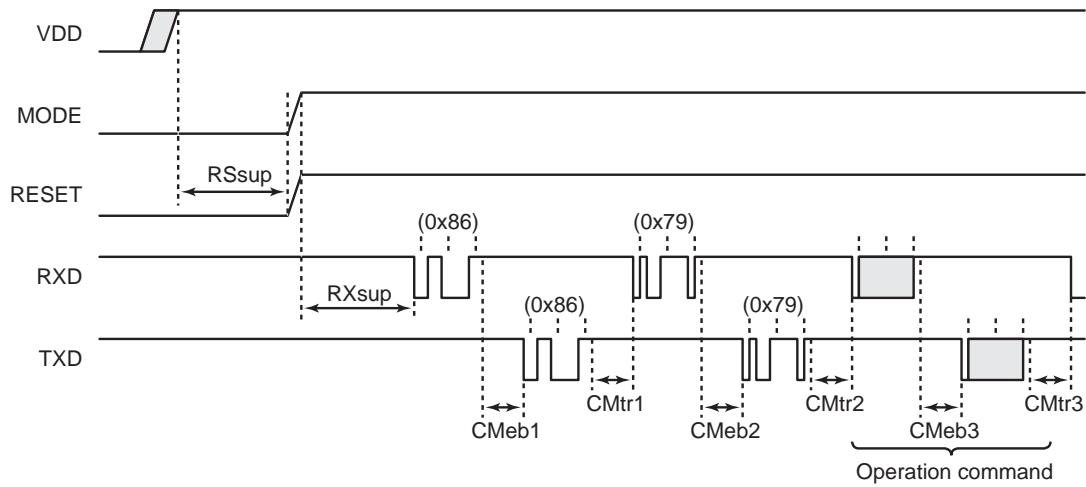 VDD
MODE
RSsup
RESET
(0x86)
(0x79)
RXD
RXsup
(0x86)
(0x79)
TXD
CMtr1
CMtr2
CMtr3
CMeb1
CMeb2
CMeb3
Operation command